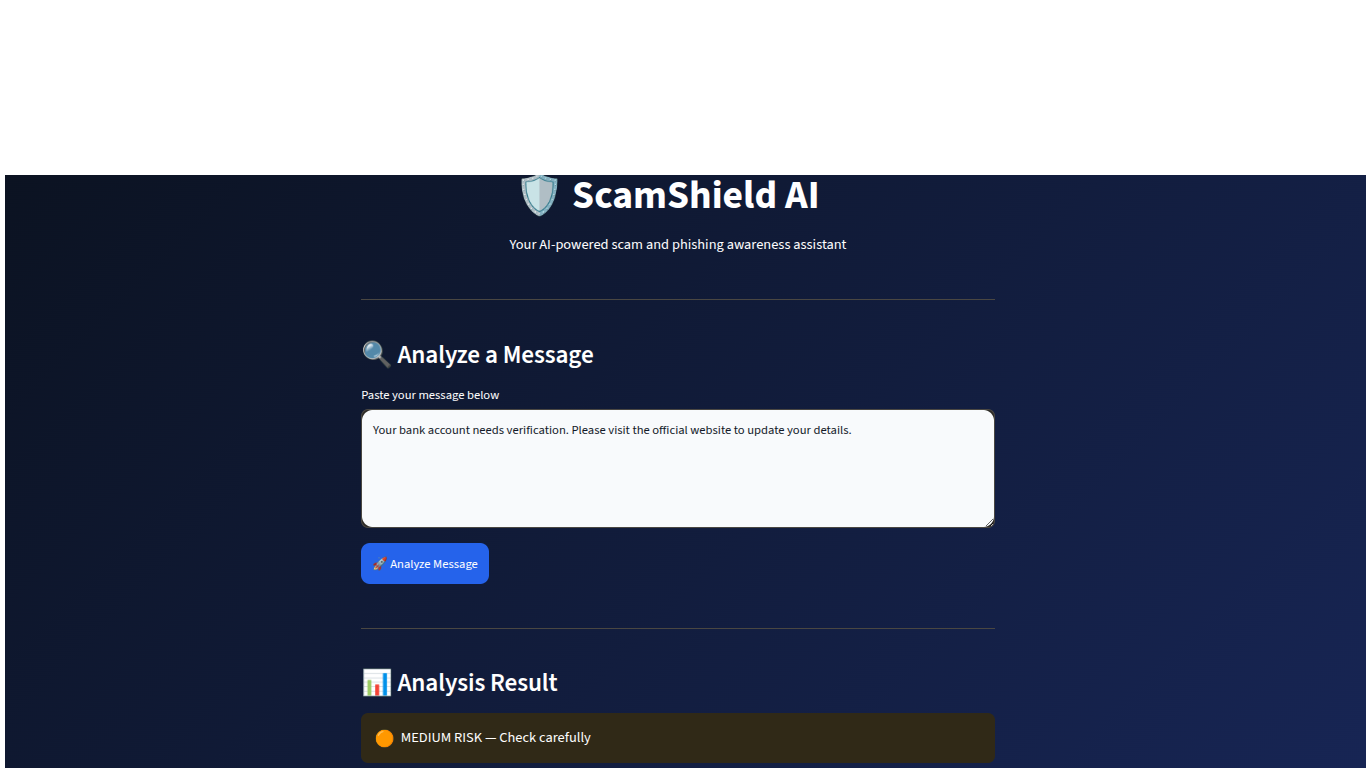 🛡️ ScamShield AI
Your AI-powered scam and phishing awareness assistant
🔍 Analyze a Message
Paste your message below
Your bank account needs verification. Please visit the official website to update your details.
🚀 Analyze Message
📊 Analysis Result
🟠 MEDIUM RISK — Check carefully